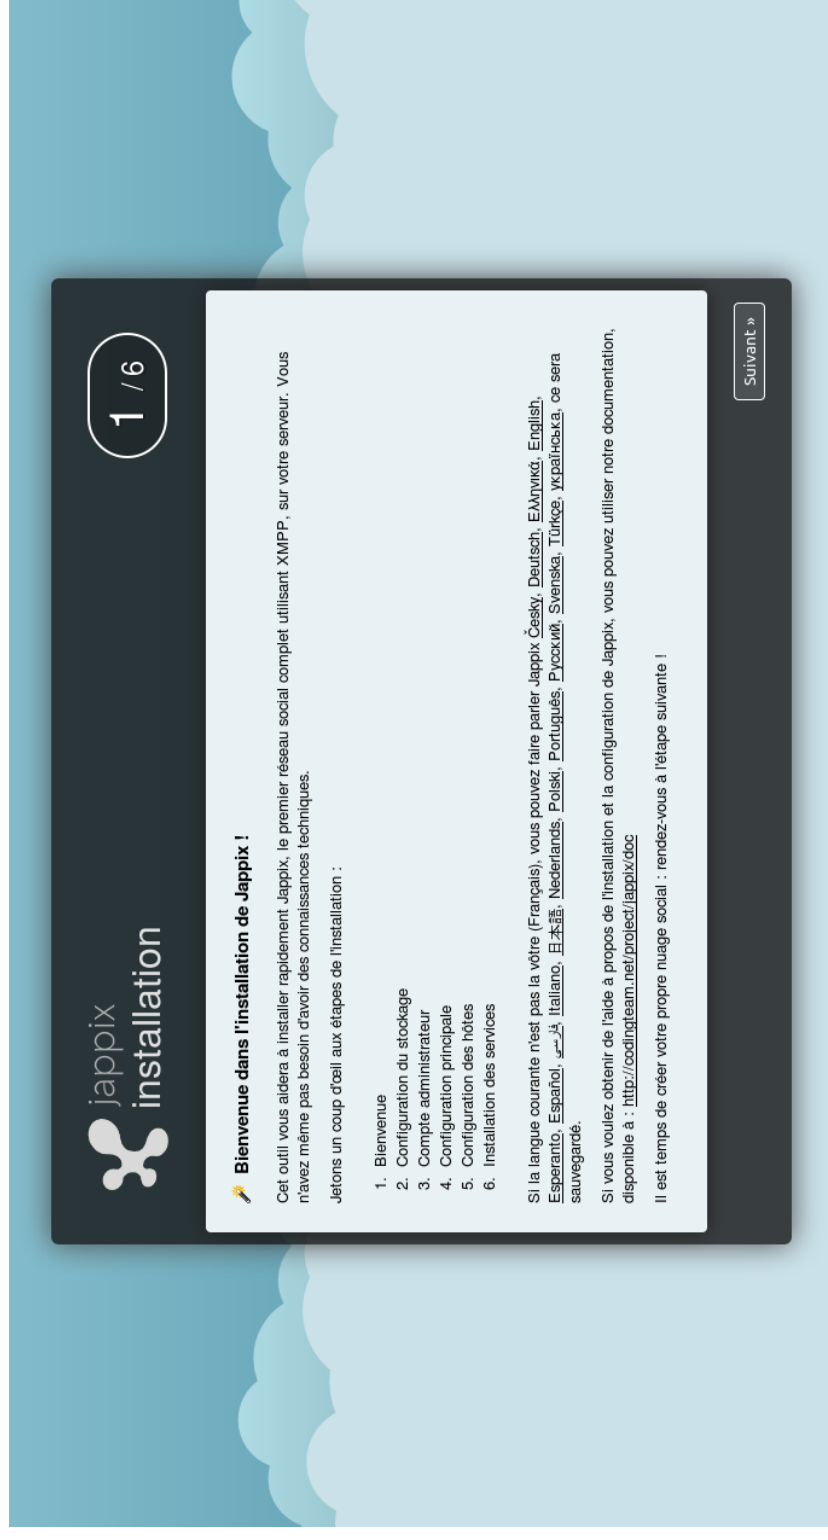 jappix
installation
1 / 6
Bienvenue dans l'installation de Jappix !
Cet outil vous aidera à installer rapidement Jappix, le premier réseau social complet utilisant XMPP, sur votre serveur. Vous
n'avez même pas besoin d'avoir des connaissances techniques.
Jetons un coup d'œil aux étapes de l'installation :
1. Bienvenue
2. Configuration du stockage
3. Compte administrateur
4. Configuration principale
5. Configuration des hôtes
6. Installation des services
Si la langue courante n'est pas la vôtre (Français), vous pouvez faire parler Jappix Česky, Deutsch, Ελληνικά, English,
Esperanto, Español, فارسی, Italiano, 日本語, Nederlands, Polski, Português, Русский, Svenska, Türkçe, українська, ce sera
sauvegardé.
Si vous voulez obtenir de l'aide à propos de l'installation et la configuration de Jappix, vous pouvez utiliser notre documentation,
disponible à : http://codingteam.net/project/jappix/doc
Il est temps de créer votre propre nuage social : rendez-vous à l'étape suivante !
Suivant »